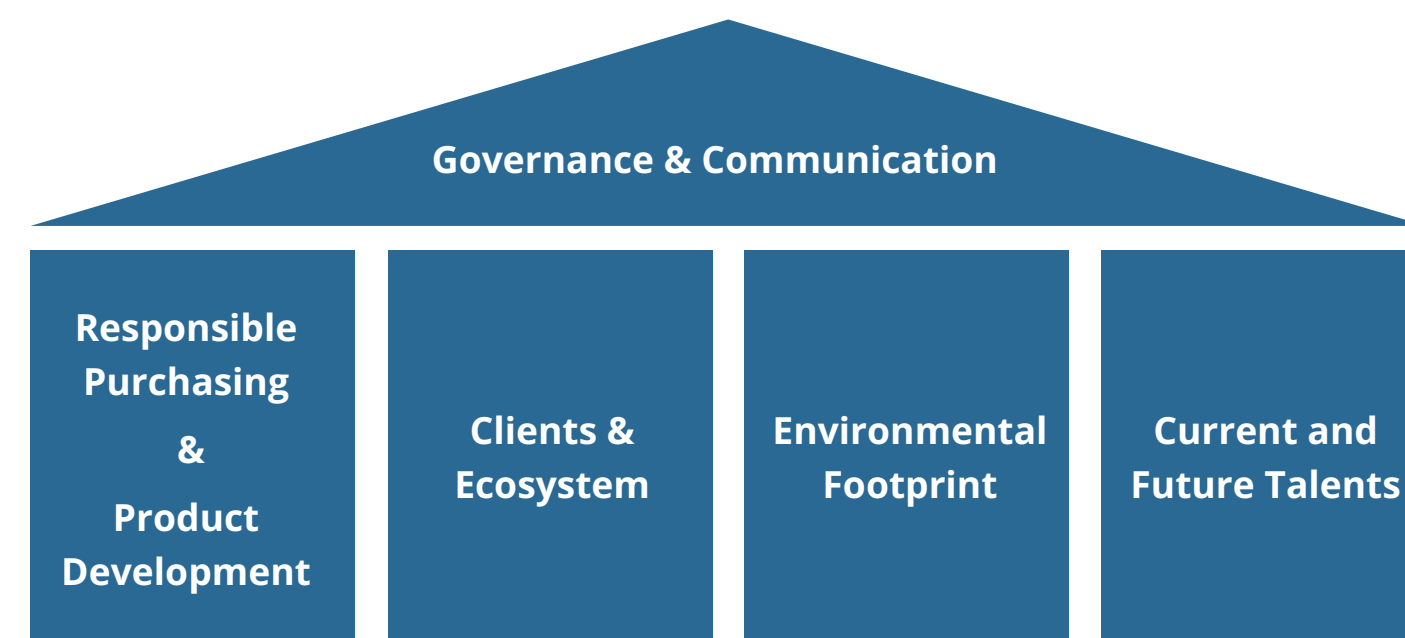 Governance & Communication
Responsible
Purchasing
&
Product
Development
Clients &
Ecosystem
Environmental
Footprint
Current and
Future Talents